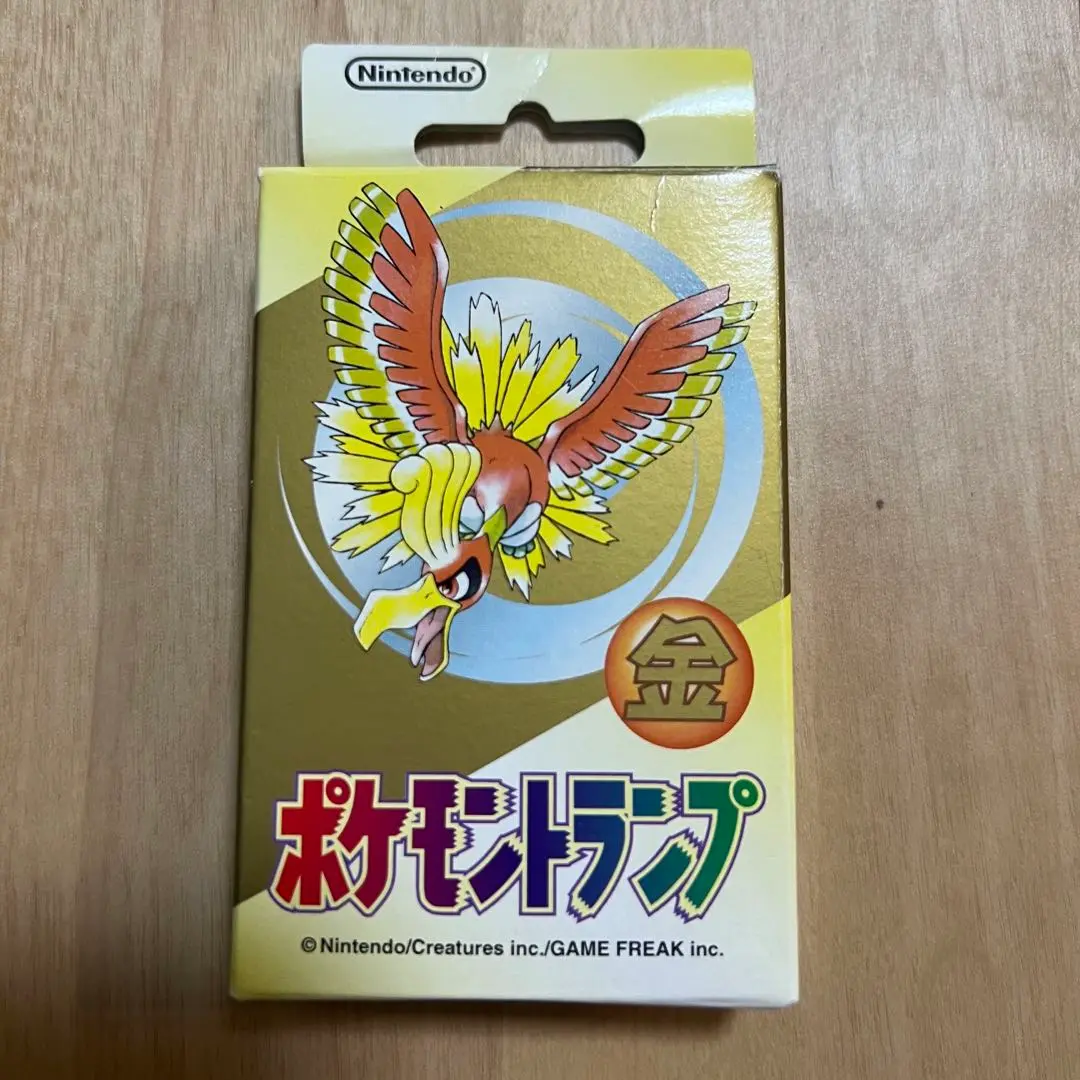 Nintendo®
金
ポケモントランプ
©Nintendo/Creatures inc./GAME FREAK inc.